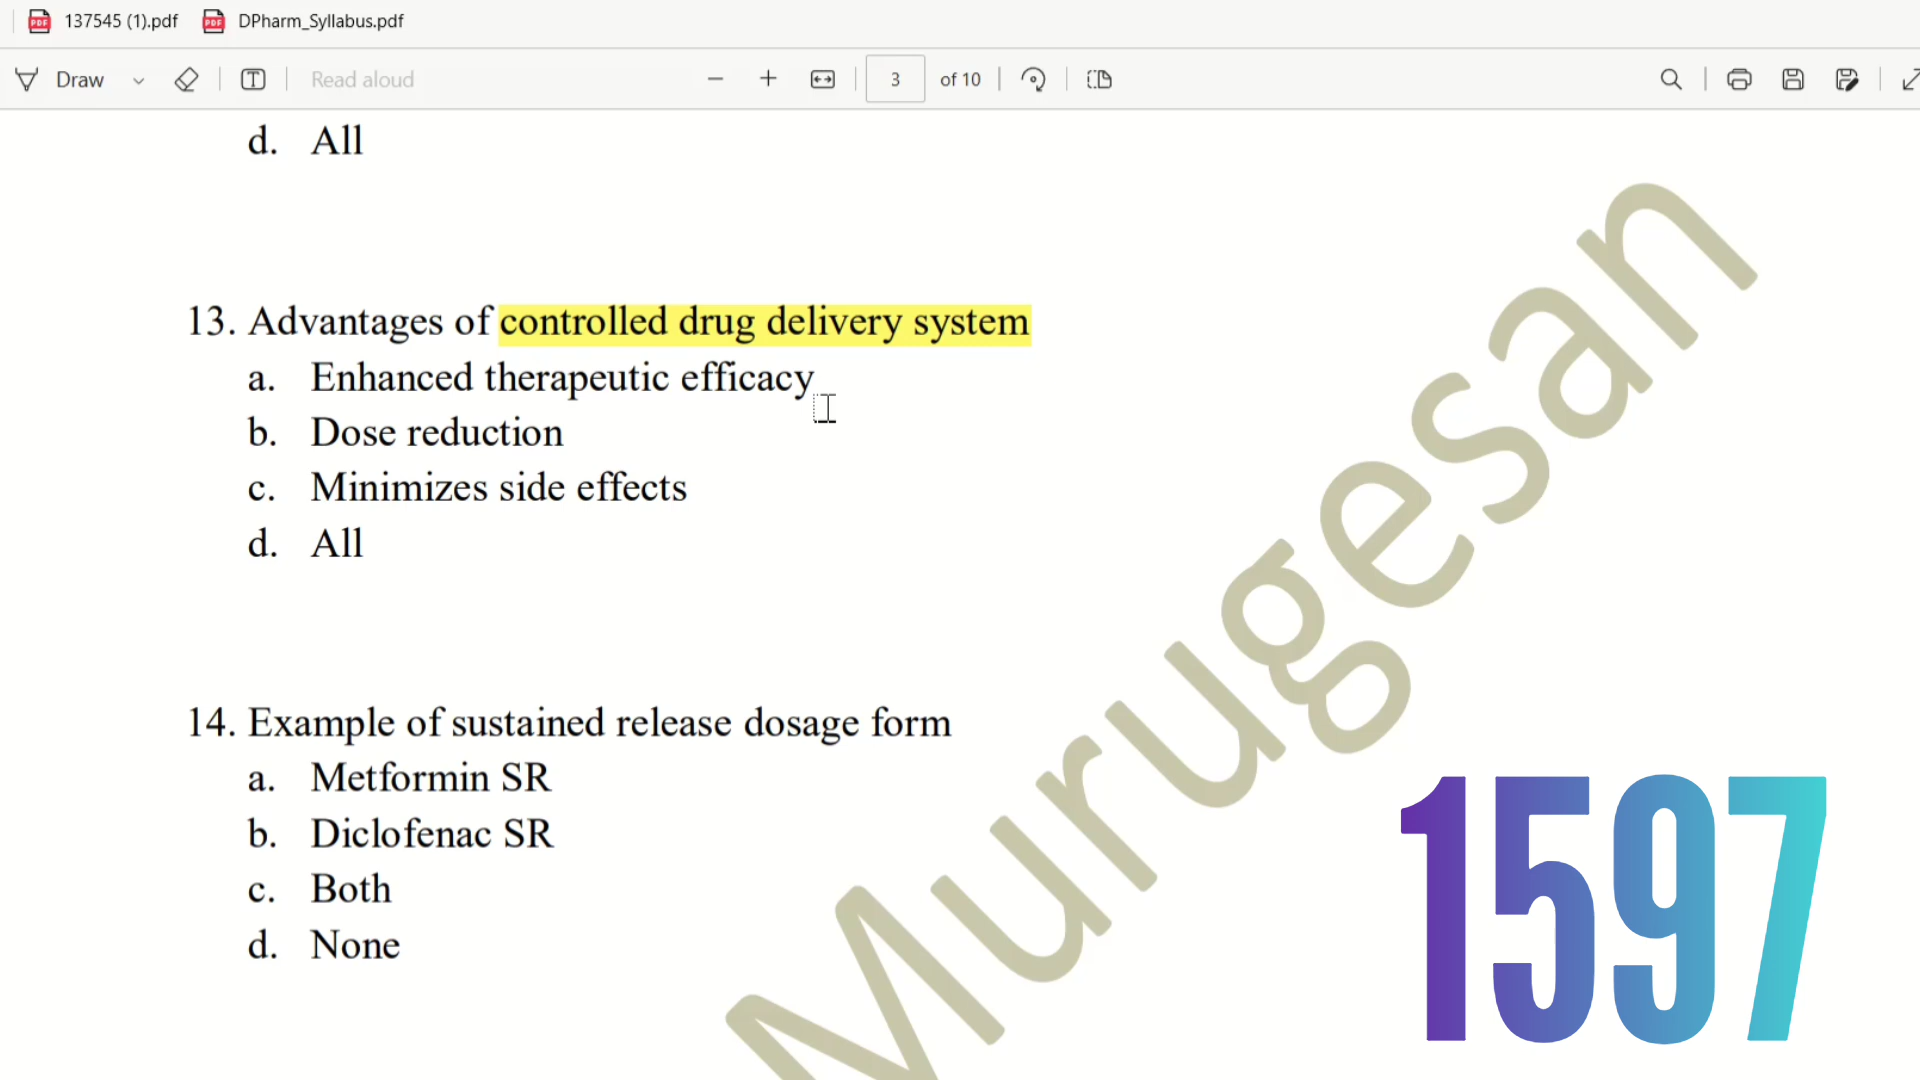 137545 (1).pdf DPharm_Syllabus.pdf
Draw Read aloud 3 of 10
d. All
13. Advantages of controlled drug delivery system
a. Enhanced therapeutic efficacy
b. Dose reduction
c. Minimizes side effects
d. All
14. Example of sustained release dosage form
a. Metformin SR
b. Diclofenac SR
c. Both
d. None
Murugesan
1597